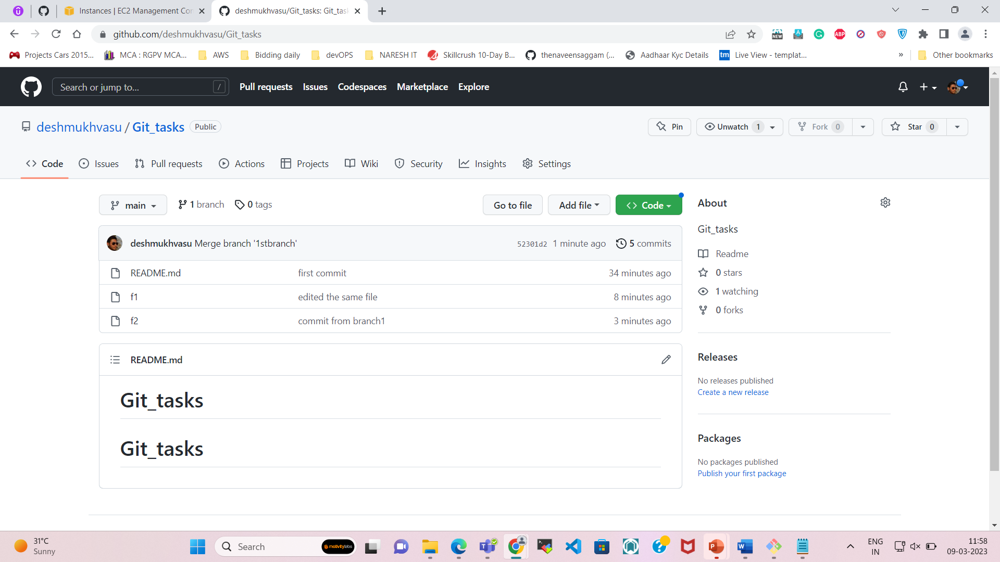 Instances | EC2 Management Con
deshmukhvasu/Git_tasks: Git_task
github.com/deshmukhvasu/Git_tasks
NEW
ABP
Projects Cars 2015...
MCA : RGPV MCA...
AWS
Bidding daily
devOPS
NARESH IT
Skillcrush 10-Day B...
thenaveensaggam (...
Aadhaar Kyc Details
tm
Live View - templat...
»
Other bookmarks
Search or jump to...
/
Pull requests
Issues
Codespaces
Marketplace
Explore
deshmukhvasu / Git_tasks
Public
Pin
Unwatch 1
Fork 0
Star 0
Code
Issues
Pull requests
Actions
Projects
Wiki
Security
Insights
Settings
main
1 branch
0 tags
Go to file
Add file
Code
deshmukhvasu Merge branch '1stbranch'
52301d2 1 minute ago
5 commits
README.md first commit 34 minutes ago
f1 edited the same file 8 minutes ago
f2 commit from branch1 3 minutes ago
README.md
Git_tasks
Git_tasks
About
Git_tasks
Readme
0 stars
1 watching
0 forks
Releases
No releases published
Create a new release
Packages
No packages published
Publish your first package
31°C
Sunny
Search
motivitylabs
ENG
IN
11:58
09-03-2023